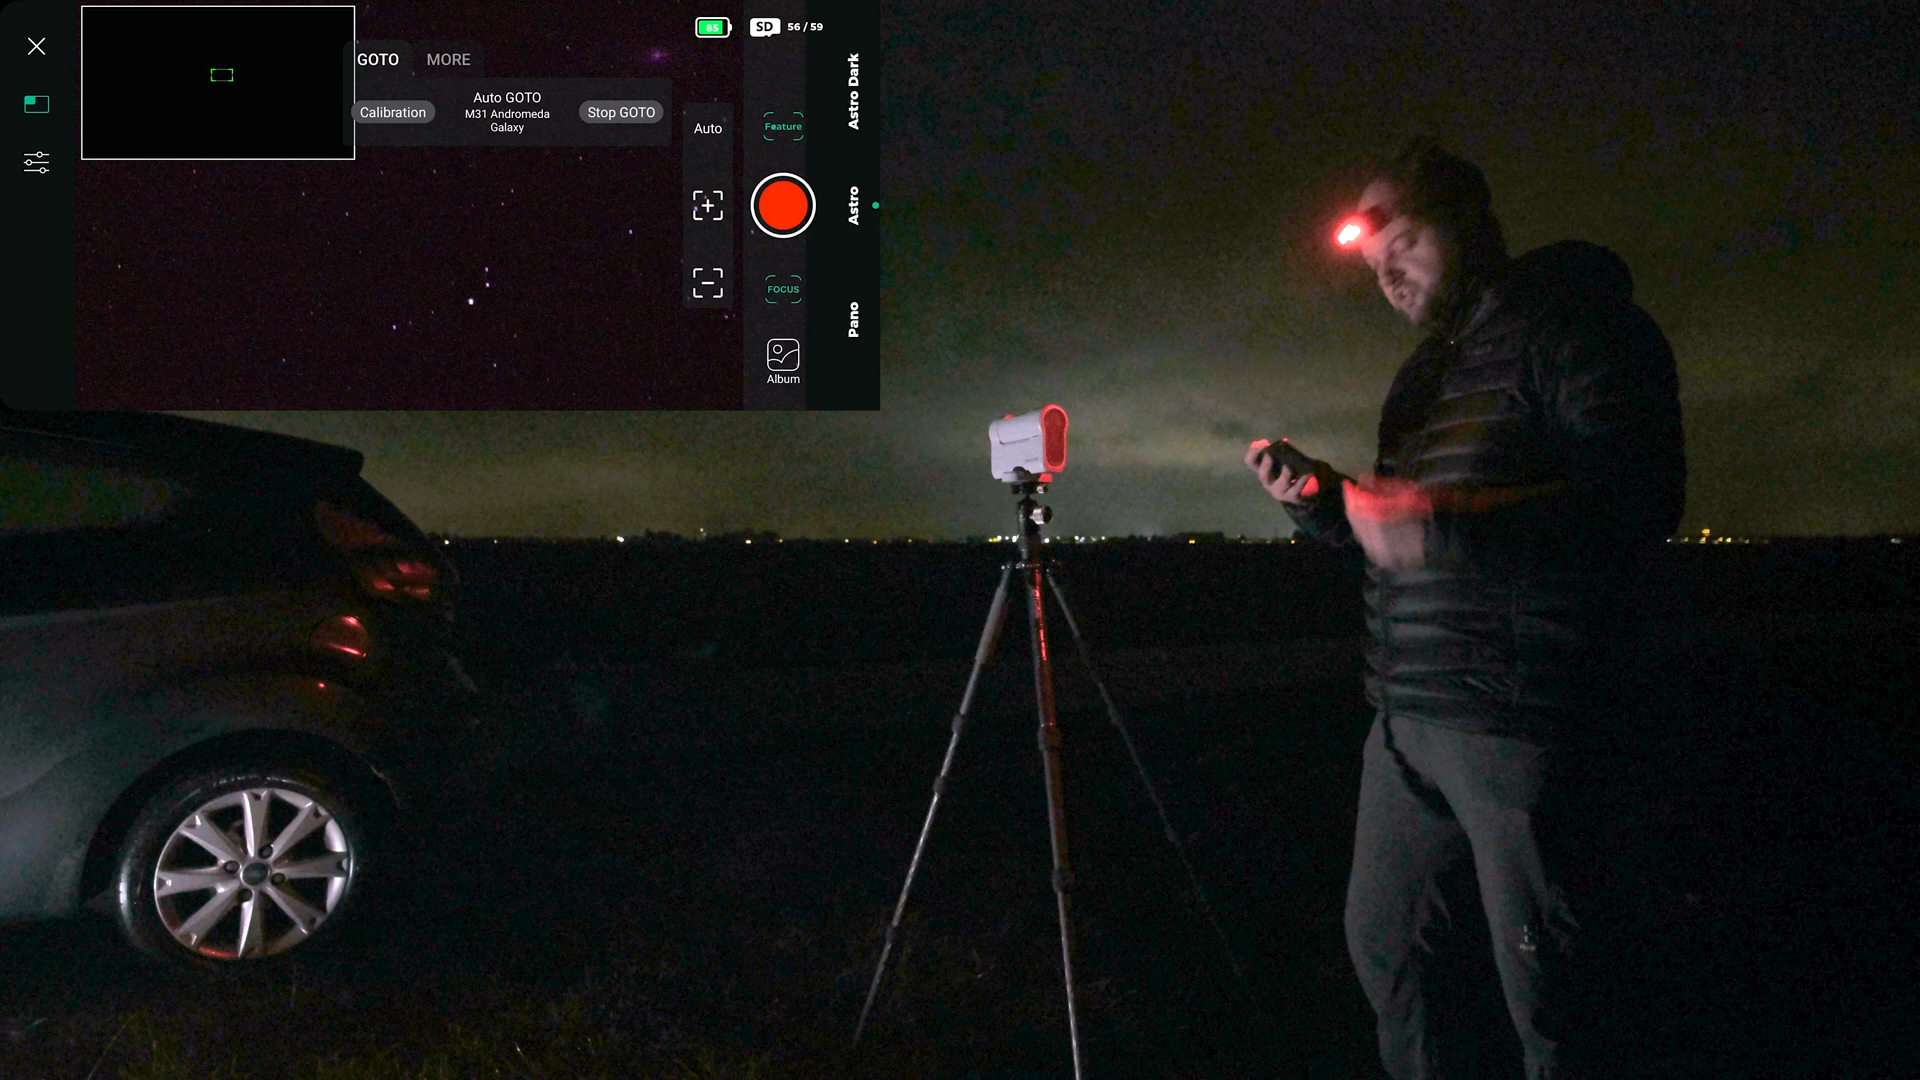 85
SD 56 / 59
GOTO MORE
Calibration
Auto GOTO
M31 Andromeda
Galaxy
Stop GOTO
Auto
Feature
FOCUS
Album
Astro Dark
Astro
Pano